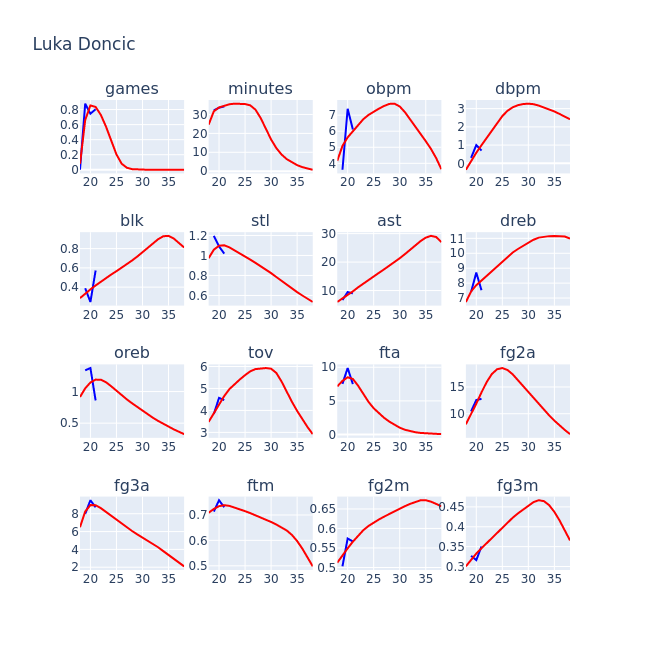 Luka Doncic
games minutes obpm dbpm
0.8 0.6 0.4 0.2 0 30 20 10 0 7 6 5 4 3 2 1 0
20 25 30 35 20 25 30 35 20 25 30 35 20 25 30 35
blk stl ast dreb
0.8 0.6 0.4 1.2 1 0.8 0.6 30 20 10 11 10 9 8 7
20 25 30 35 20 25 30 35 20 25 30 35 20 25 30 35
oreb tov fta fg2a
1 0.5 6 5 4 3 10 5 0 15 10
20 25 30 35 20 25 30 35 20 25 30 35 20 25 30 35
fg3a ftm fg2m fg3m
8 6 4 2 0.7 0.6 0.5 0.65 0.6 0.55 0.5 0.45 0.4 0.35 0.3
20 25 30 35 20 25 30 35 20 25 30 35 20 25 30 35